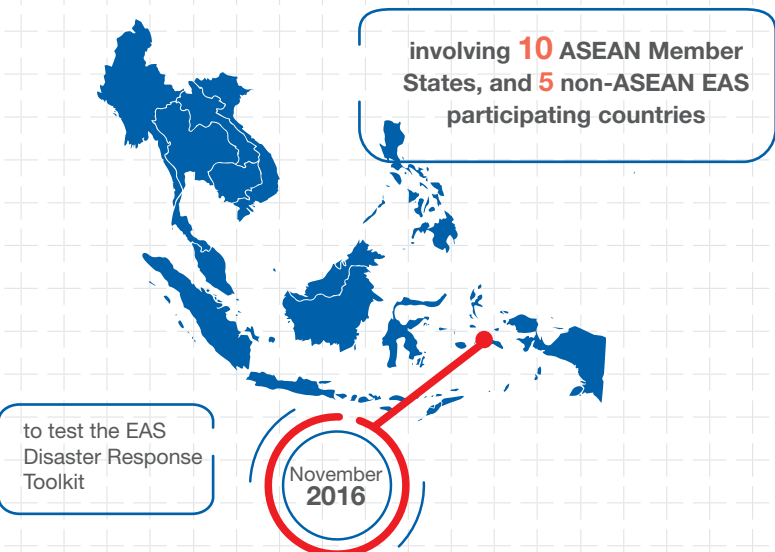 involving 10 ASEAN Member
States, and 5 non-ASEAN EAS
participating countries
to test the EAS
Disaster Response
Toolkit
November
2016